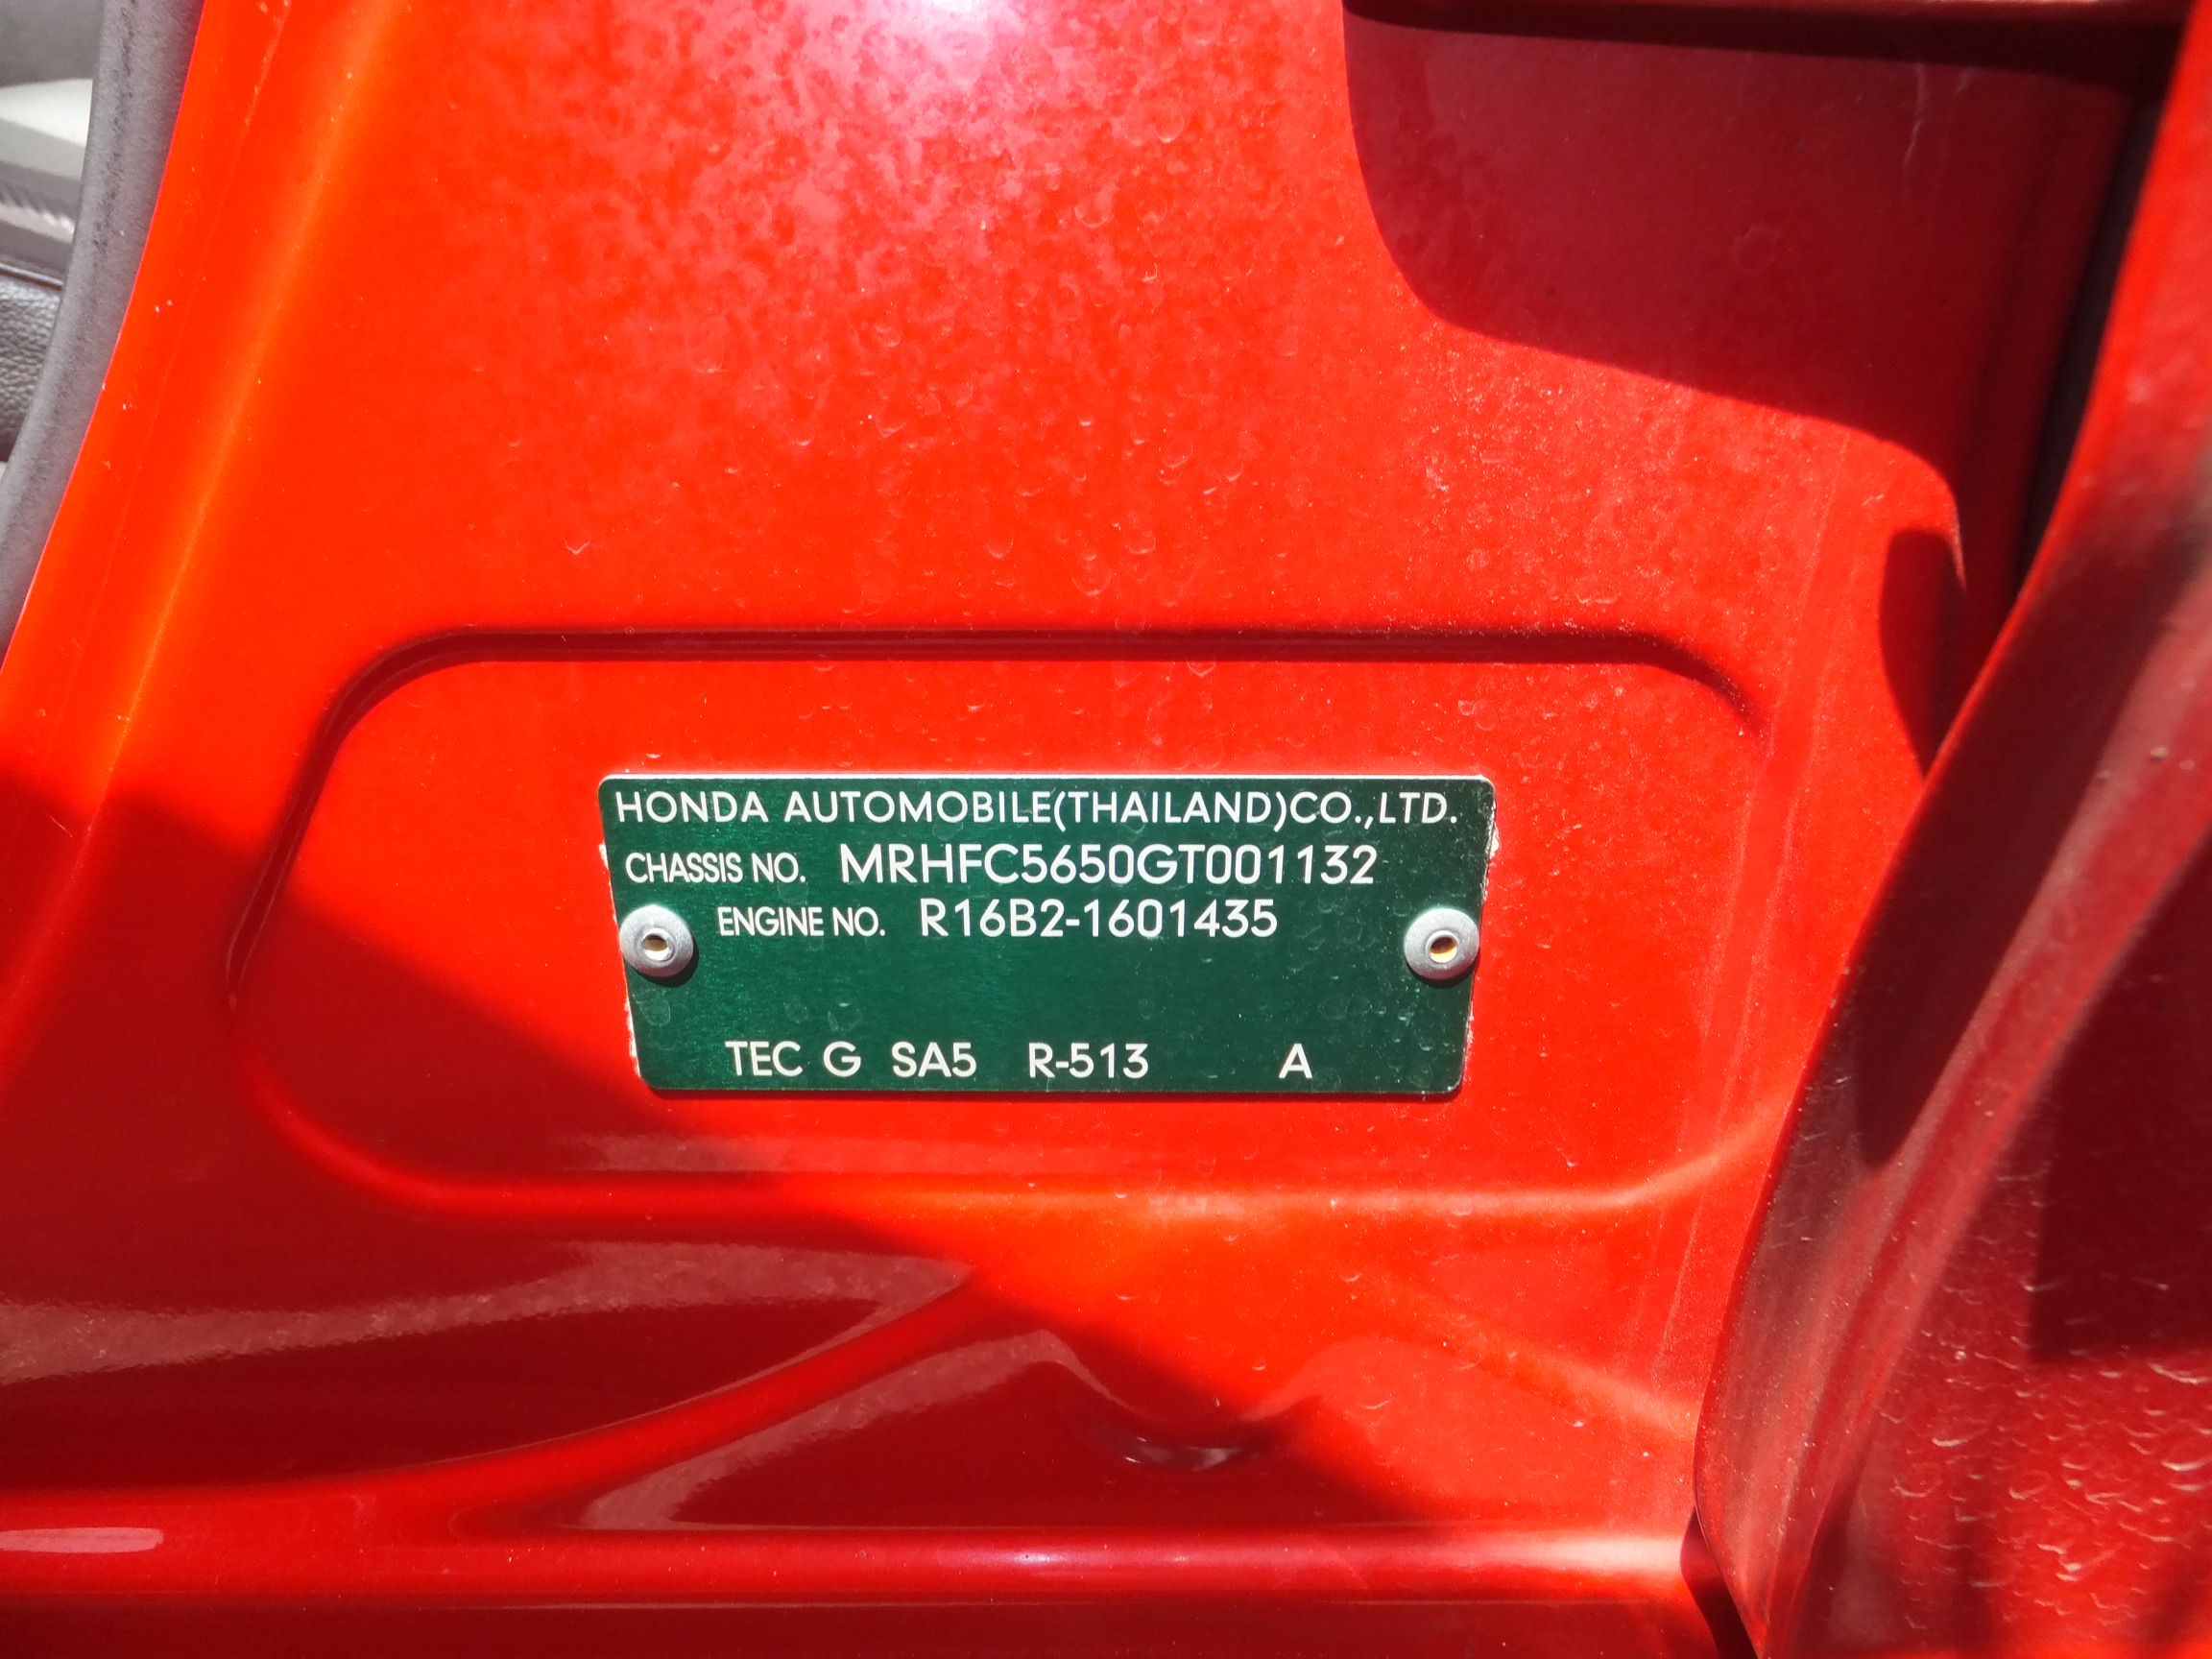 HONDA AUTOMOBILE(THAILAND)CO.,LTD.
CHASSIS NO. MRHFC5650GT001132
ENGINE NO. R16B2-1601435
TEC G SA5 R-513 A